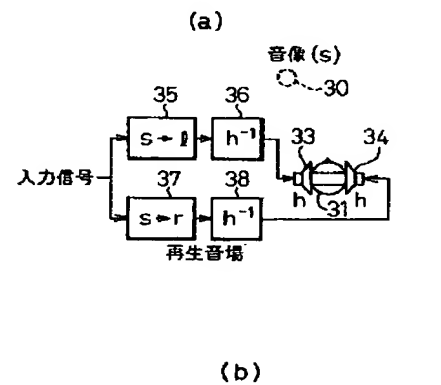 (a)
音像(s)
30
35 36
33 34
s→l h⁻¹
入力信号
37 38
h 31 h
s→r h⁻¹
再生音場
(b)